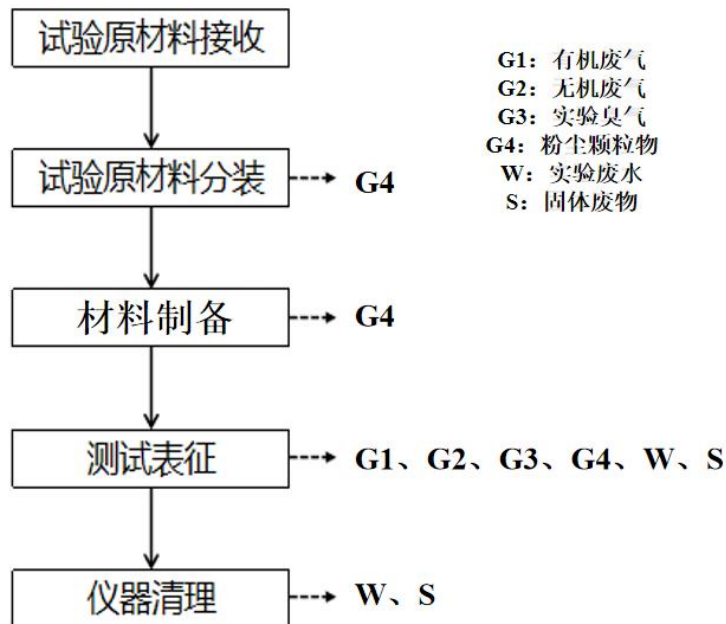 试验原材料接收
G1：有机废气
G2：无机废气
G3：实验臭气
G4：粉尘颗粒物
W：实验废水
S：固体废物
试验原材料分装
G4
材料制备
G4
测试表征
G1、G2、G3、G4、W、S
仪器清理
W、S